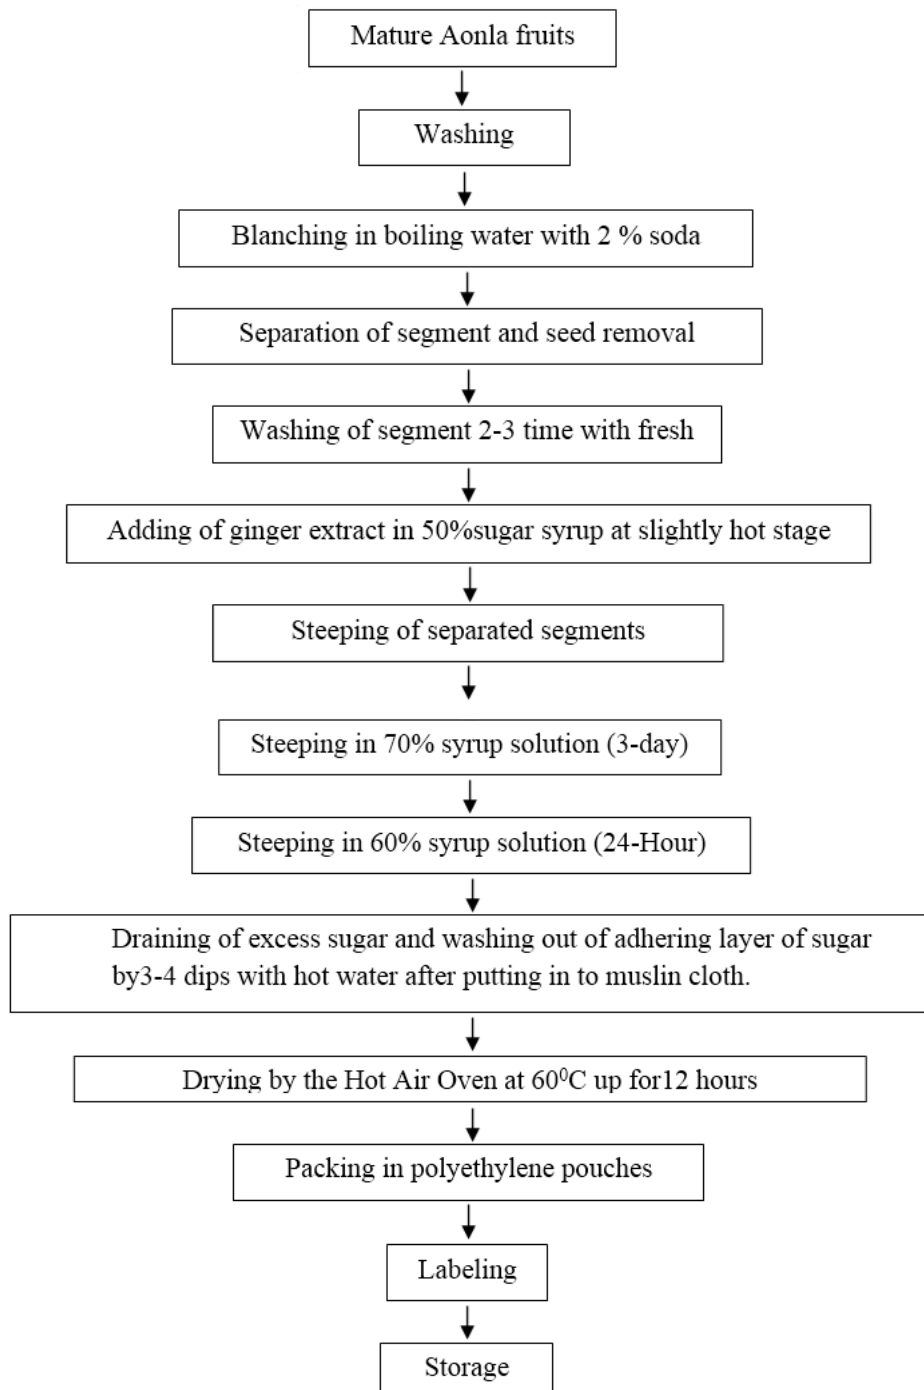 Mature Aonla fruits
Washing
Blanching in boiling water with 2 % soda
Separation of segment and seed removal
Washing of segment 2-3 time with fresh
Adding of ginger extract in 50%sugar syrup at slightly hot stage
Steeping of separated segments
Steeping in 70% syrup solution (3-day)
Steeping in 60% syrup solution (24-Hour)
Draining of excess sugar and washing out of adhering layer of sugar
by3-4 dips with hot water after putting in to muslin cloth.
Drying by the Hot Air Oven at 60⁰C up for12 hours
Packing in polyethylene pouches
Labeling
Storage